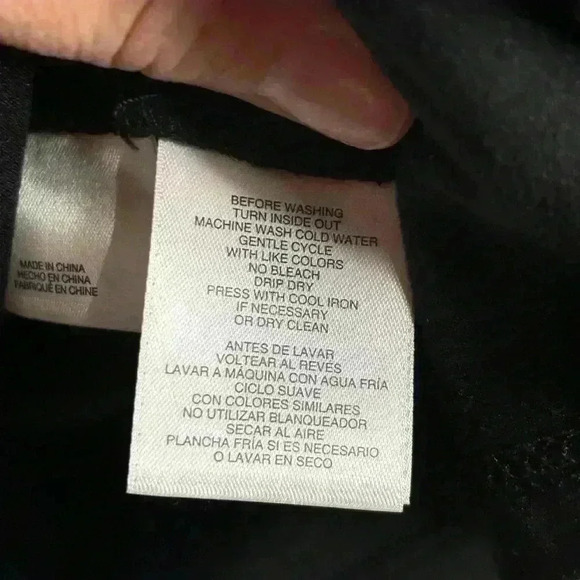 MADE IN CHINA
HECHO EN CHINA
FABRIQUÉ EN CHINE
BEFORE WASHING
TURN INSIDE OUT
MACHINE WASH COLD WATER
GENTLE CYCLE
WITH LIKE COLORS
NO BLEACH
DRIP DRY
PRESS WITH COOL IRON
IF NECESSARY
OR DRY CLEAN
ANTES DE LAVAR
VOLTEAR AL REVÉS
LAVAR A MÁQUINA CON AGUA FRÍA
CICLO SUAVE
CON COLORES SIMILARES
NO UTILIZAR BLANQUEADOR
SECAR AL AIRE
PLANCHA FRÍA SI ES NECESARIO
O LAVAR EN SECO